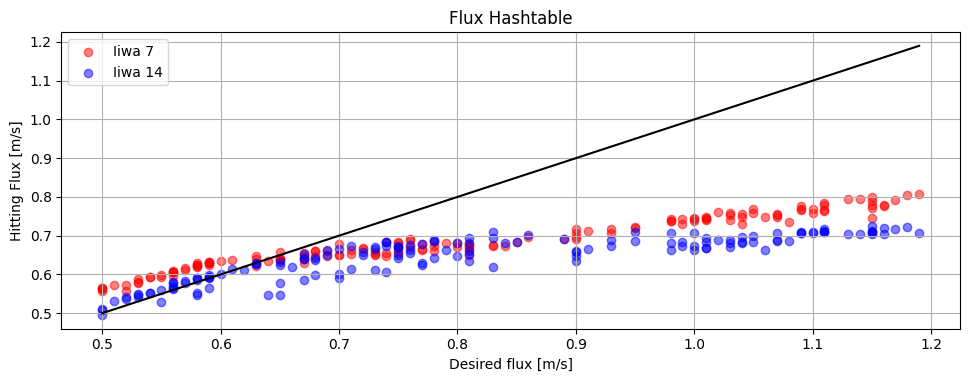 Flux Hashtable
Iiwa 7
Iiwa 14
Hitting Flux [m/s]
1.2
1.1
1.0
0.9
0.8
0.7
0.6
0.5
0.5 0.6 0.7 0.8 0.9 1.0 1.1 1.2
Desired flux [m/s]